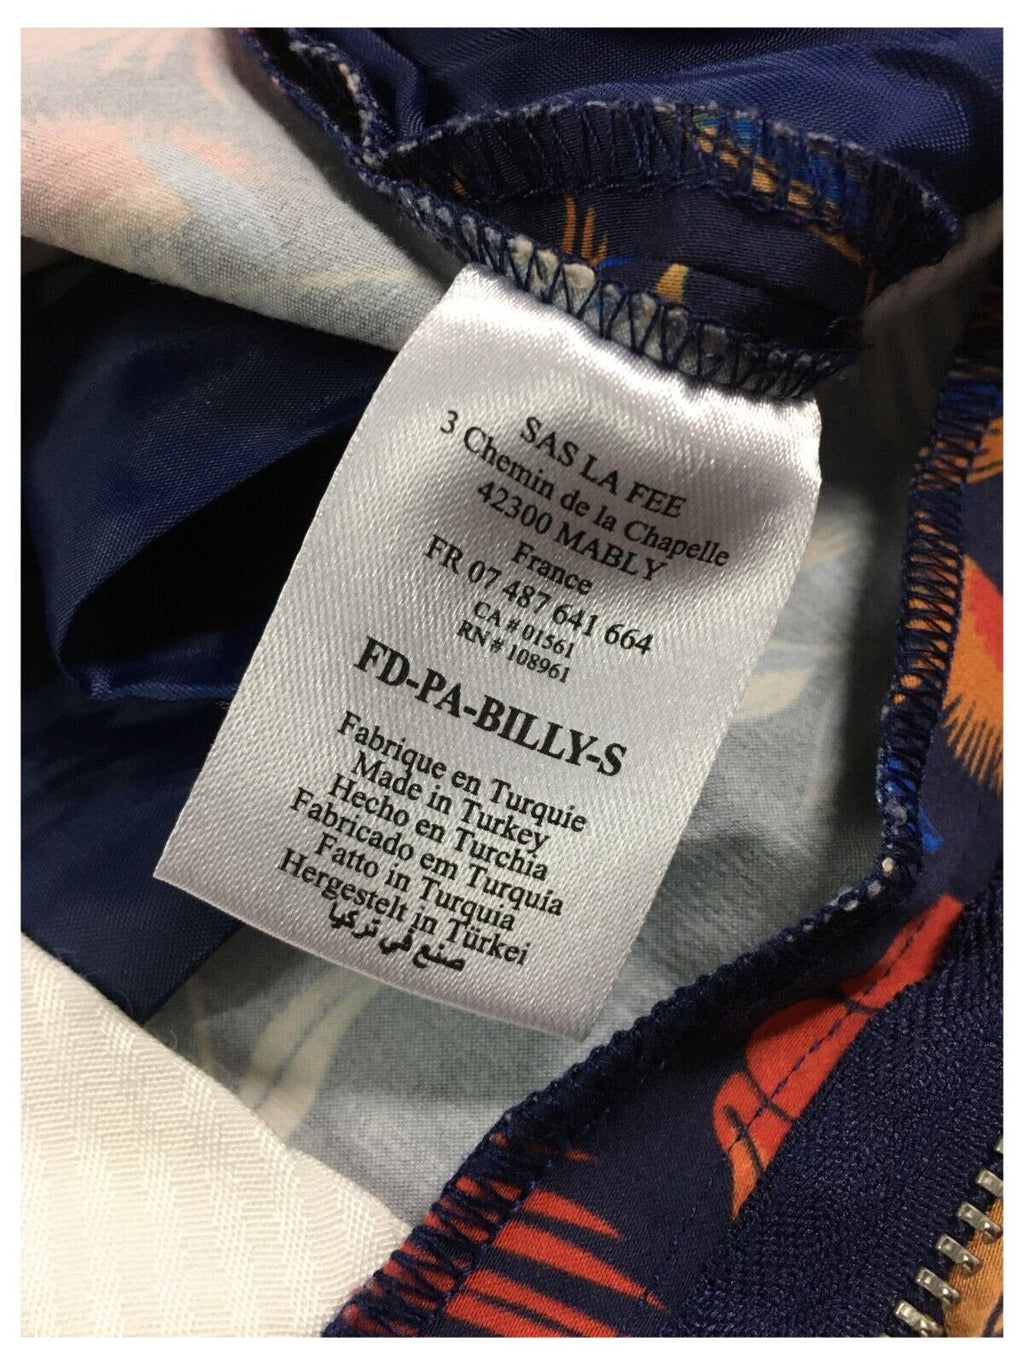 SAS LA FEE
3 Chemin de la Chapelle
42300 MABLY
France
FR 07 487 641 664
CA # 01561
RN # 108961
FD-PA-BILLY-S
Fabrique en Turquie
Made in Turkey
Hecho en Turchia
Fabricado em Turquía
Fatto in Turquia
Hergestelt in Türkei
صنع في تركيا